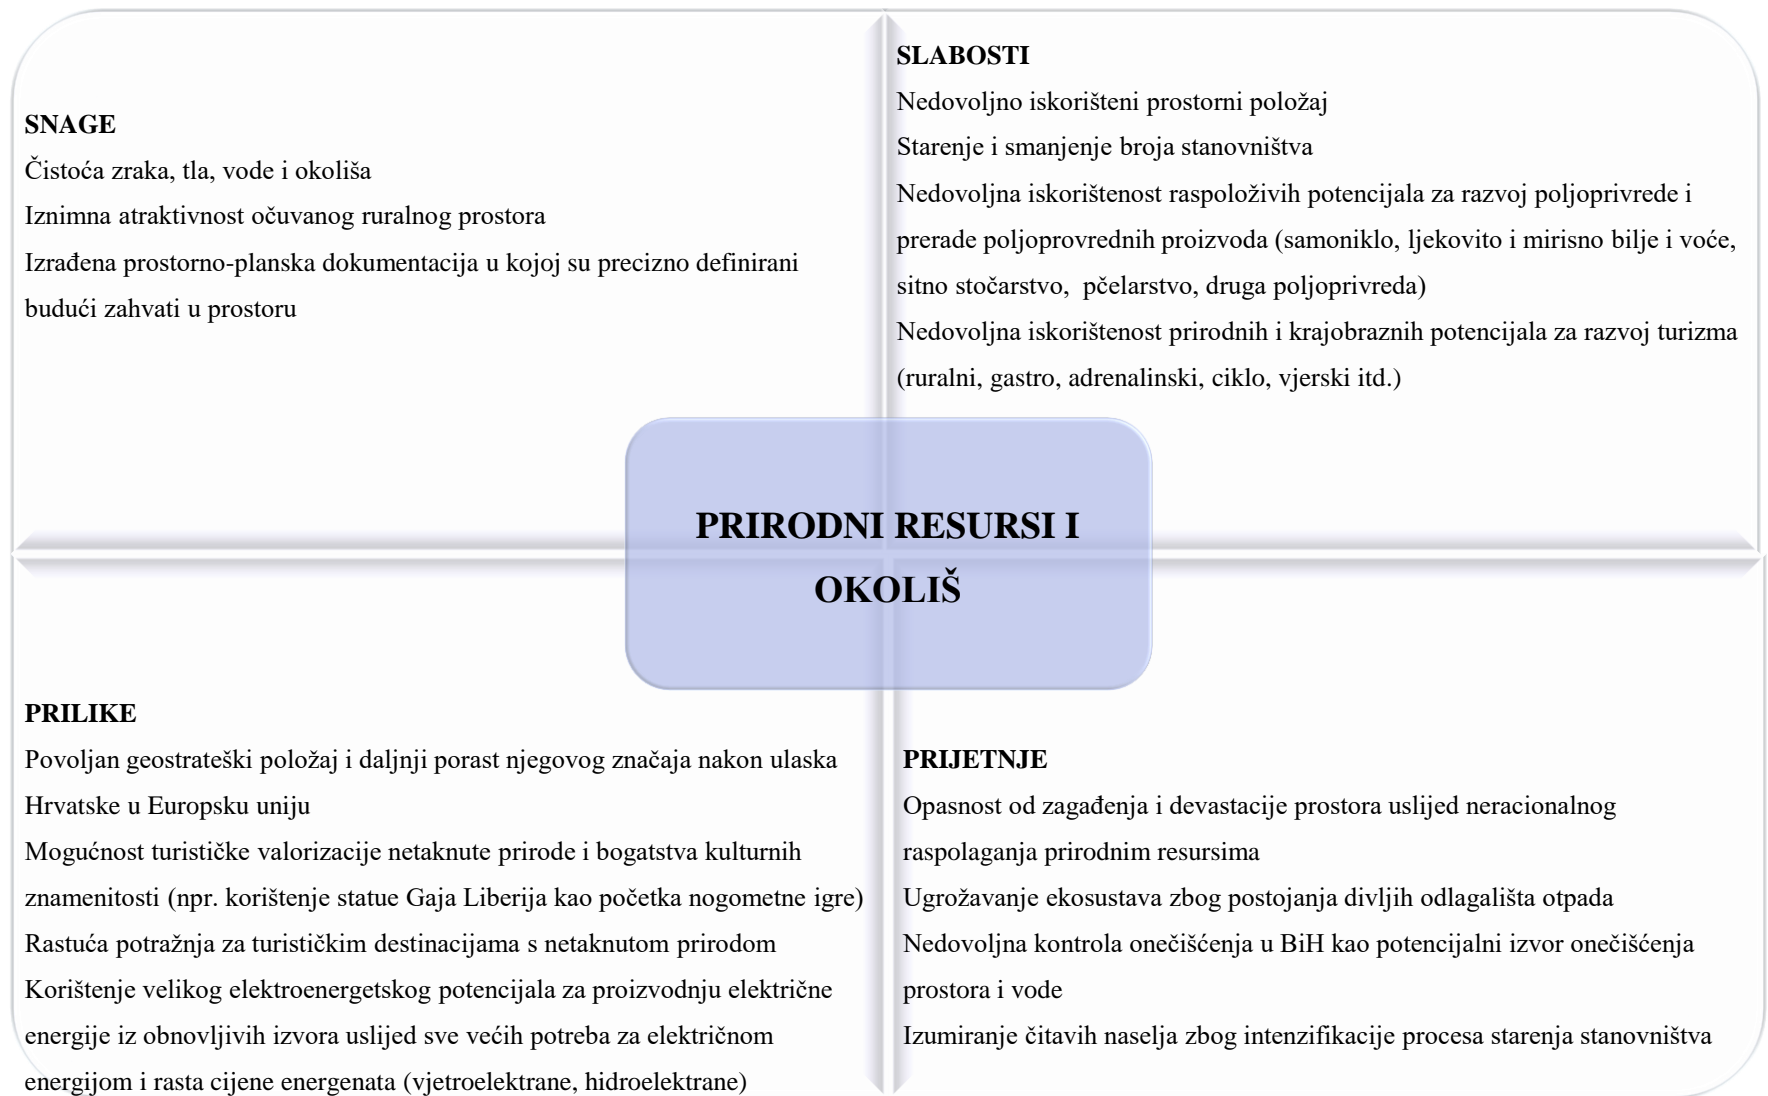 SNAGE
Čistoća zraka, tla, vode i okoliša
Iznimna atraktivnost očuvanog ruralnog prostora
Izrađena prostorno-planska dokumentacija u kojoj su precizno definirani
budući zahvati u prostoru
SLABOSTI
Nedovoljno iskorišteni prostorni položaj
Starenje i smanjenje broja stanovništva
Nedovoljna iskorištenost raspoloživih potencijala za razvoj poljoprivrede i
prerade poljoprovrednih proizvoda (samoniklo, ljekovito i mirisno bilje i voće,
sitno stočarstvo, pčelarstvo, druga poljoprivreda)
Nedovoljna iskorištenost prirodnih i krajobraznih potencijala za razvoj turizma
(ruralni, gastro, adrenalinski, ciklo, vjerski itd.)
PRIRODNI RESURSI I
OKOLIŠ
PRILIKE
Povoljan geostrateški položaj i daljnji porast njegovog značaja nakon ulaska
Hrvatske u Europsku uniju
Mogućnost turističke valorizacije netaknute prirode i bogatstva kulturnih
znamenitosti (npr. korištenje statue Gaja Liberija kao početka nogometne igre)
Rastuća potražnja za turističkim destinacijama s netaknutom prirodom
Korištenje velikog elektroenergetskog potencijala za proizvodnju električne
energije iz obnovljivih izvora uslijed sve većih potreba za električnom
energijom i rasta cijene energenata (vjetroelektrane, hidroelektrane)
PRIJETNJE
Opasnost od zagađenja i devastacije prostora uslijed neracionalnog
raspolaganja prirodnim resursima
Ugrožavanje ekosustava zbog postojanja divljih odlagališta otpada
Nedovoljna kontrola onečišćenja u BiH kao potencijalni izvor onečišćenja
prostora i vode
Izumiranje čitavih naselja zbog intenzifikacije procesa starenja stanovništva